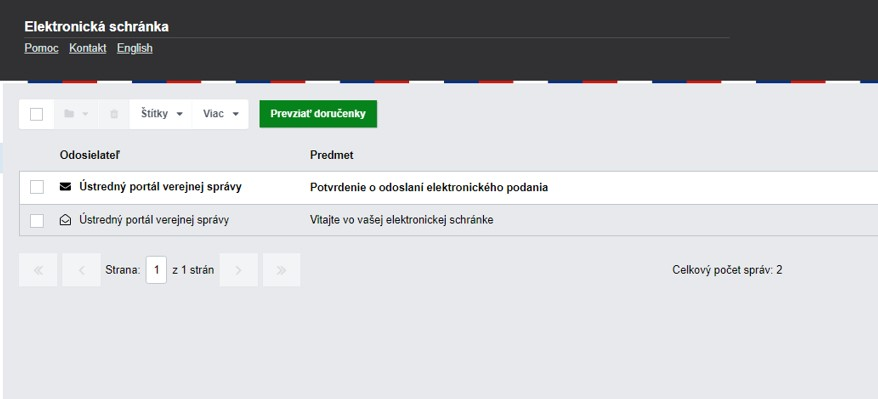 Elektronická schránka
Pomoc Kontakt English
Štítky Viac Prevziať doručenky
Odosielateľ Predmet
Ústredný portál verejnej správy Potvrdenie o odoslaní elektronického podania
Ústredný portál verejnej správy Vitajte vo vašej elektronickej schránke
Strana: 1 z 1 strán Celkový počet správ: 2